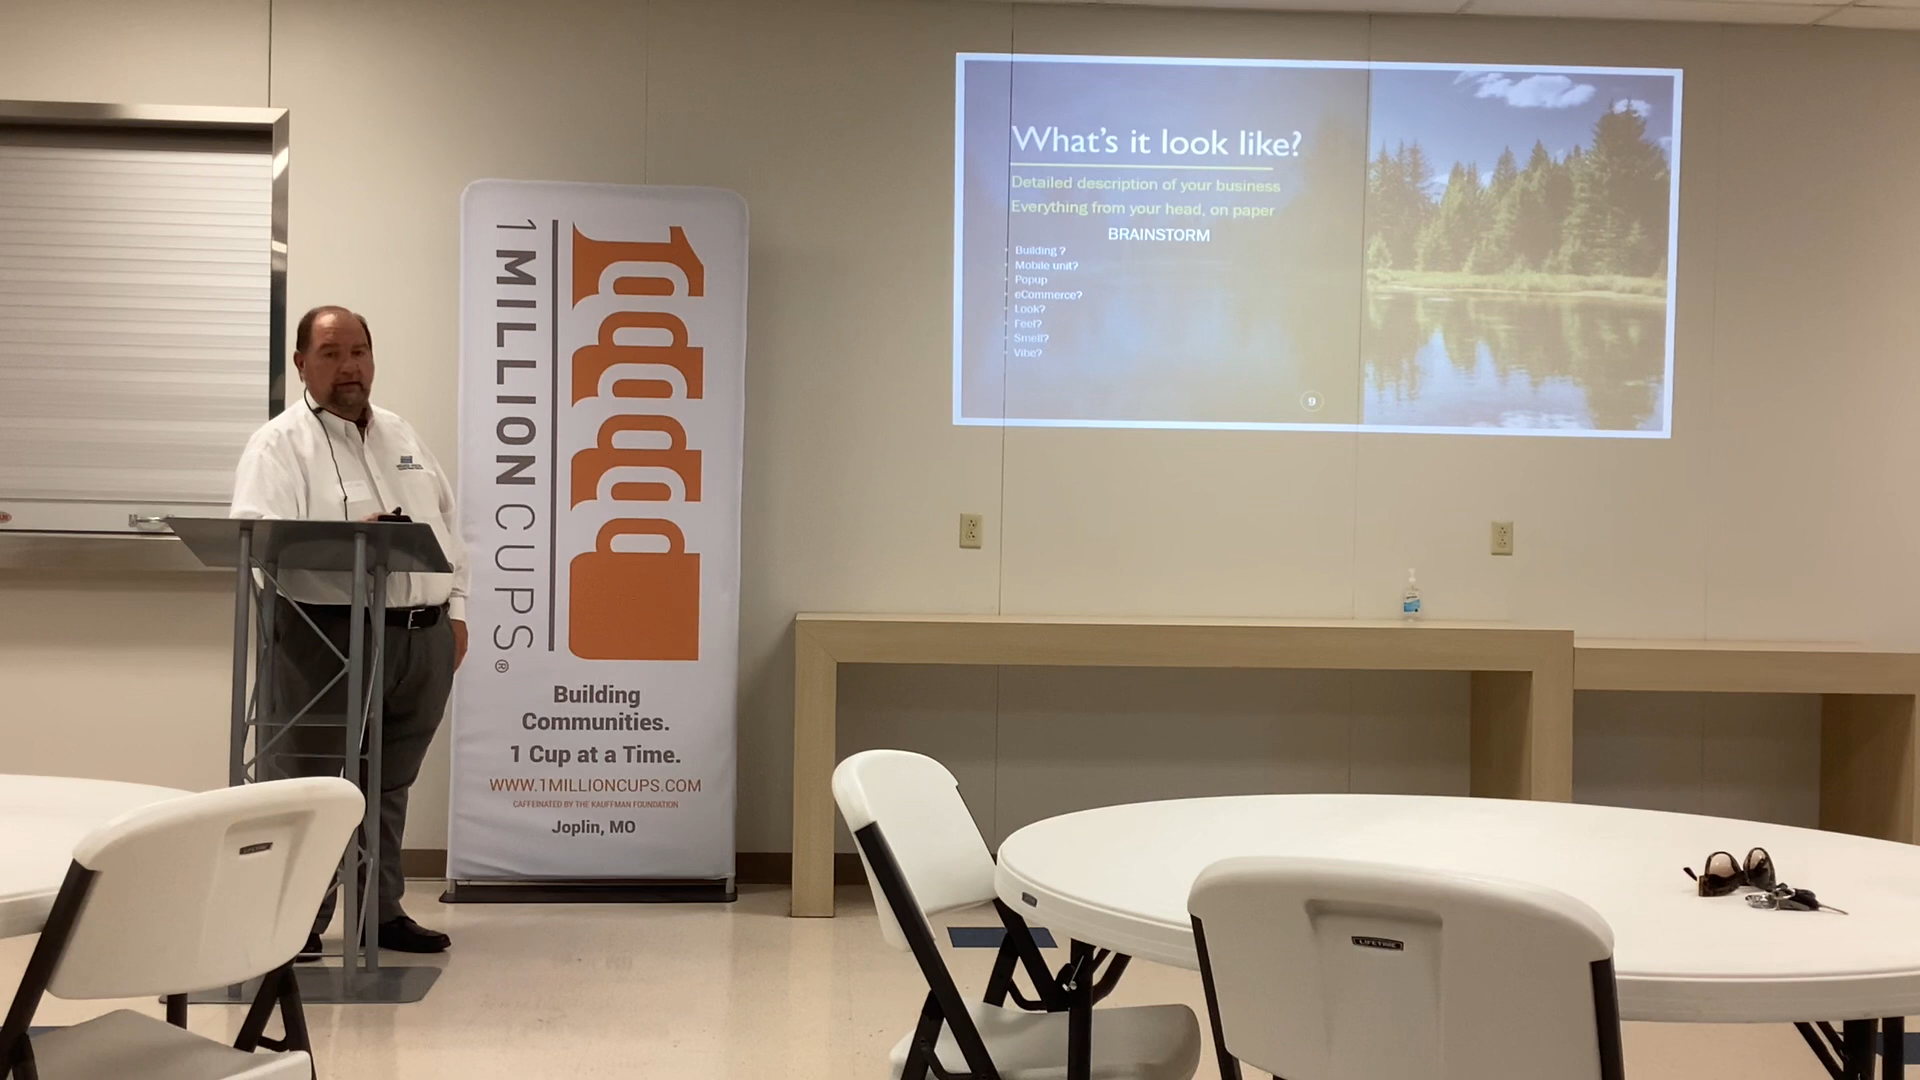 What's it look like?
Detailed description of your business
Everything from your head, on paper
BRAINSTORM
Building ?
Mobile unit?
Popup
eCommerce?
Look?
Feel?
Smell?
Vibe?
9
1 MILLION CUPS®
Building
Communities.
1 Cup at a Time.
WWW.1MILLIONCUPS.COM
CAFFEINATED BY THE KAUFFMAN FOUNDATION
Joplin, MO
LIFETIME
LIFETIME